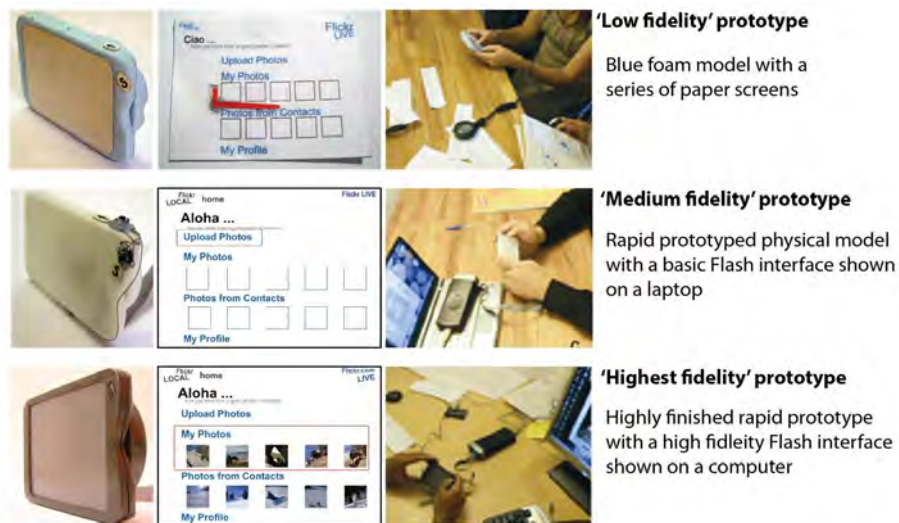 Flickr
LIVE
Ciao ...
Upload Photos
My Photos
Photos from Contacts
My Profile
'Low fidelity' prototype
Blue foam model with a
series of paper screens
Flickr
LOCAL home
Flickr LIVE
Aloha ...
Upload Photos
My Photos
Photos from Contacts
My Profile
'Medium fidelity' prototype
Rapid prototyped physical model
with a basic Flash interface shown
on a laptop
Flickr
LOCAL home
Flickr.com
LIVE
Aloha ...
Upload Photos
My Photos
Photos from Contacts
My Profile
'Highest fidelity' prototype
Highly finished rapid prototype
with a high fidleity Flash interface
shown on a computer